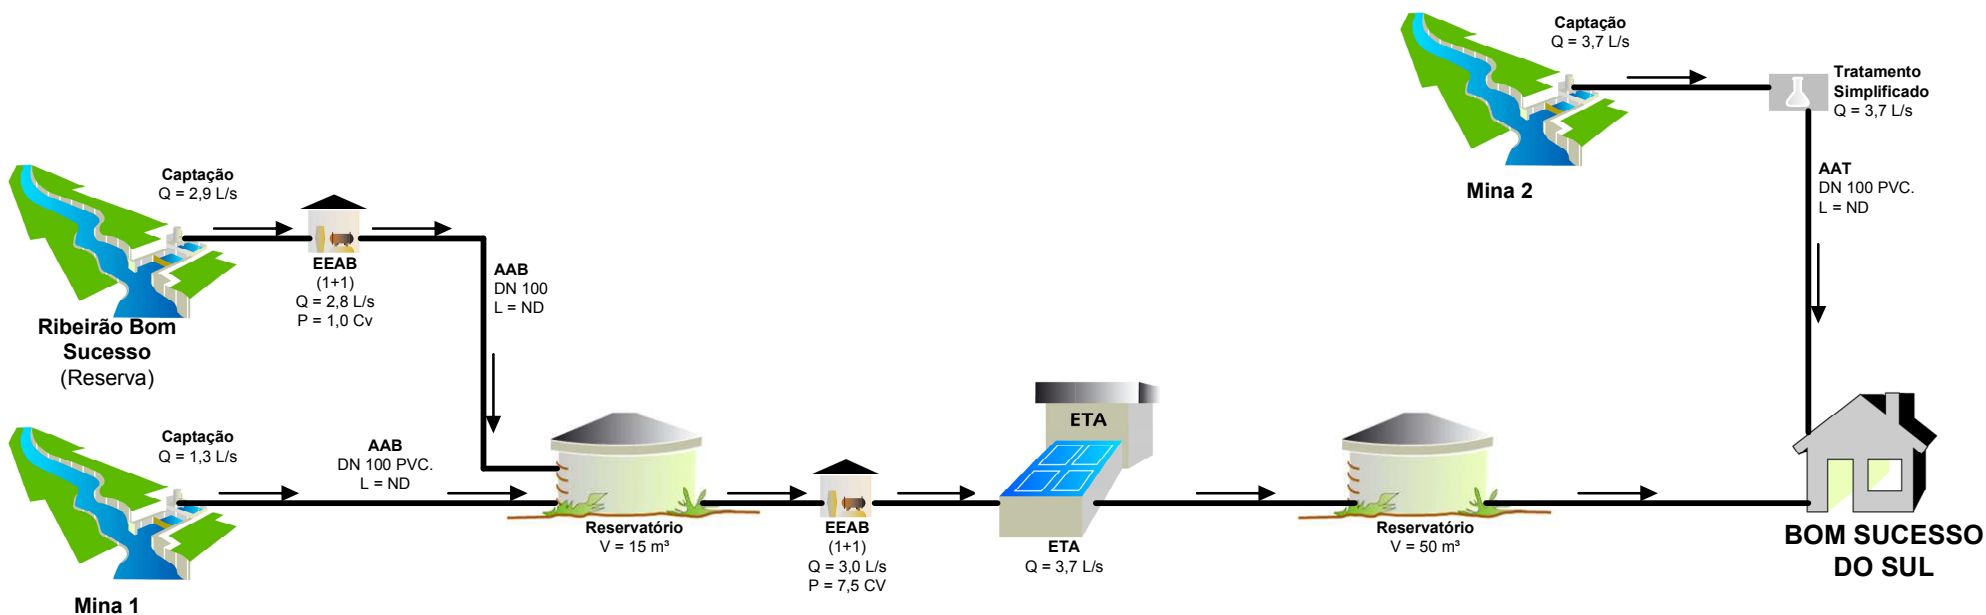 Captação
Q = 3,7 L/s
Tratamento
Simplificado
Q = 3,7 L/s
Mina 2
AAT
DN 100 PVC.
L = ND
Captação
Q = 2,9 L/s
EEAB
(1+1)
Q = 2,8 L/s
P = 1,0 Cv
AAB
DN 100
L = ND
Ribeirão Bom
Sucesso
(Reserva)
Captação
Q = 1,3 L/s
AAB
DN 100 PVC.
L = ND
Mina 1
Reservatório
V = 15 m³
EEAB
(1+1)
Q = 3,0 L/s
P = 7,5 CV
ETA
ETA
Q = 3,7 L/s
Reservatório
V = 50 m³
BOM SUCESSO
DO SUL